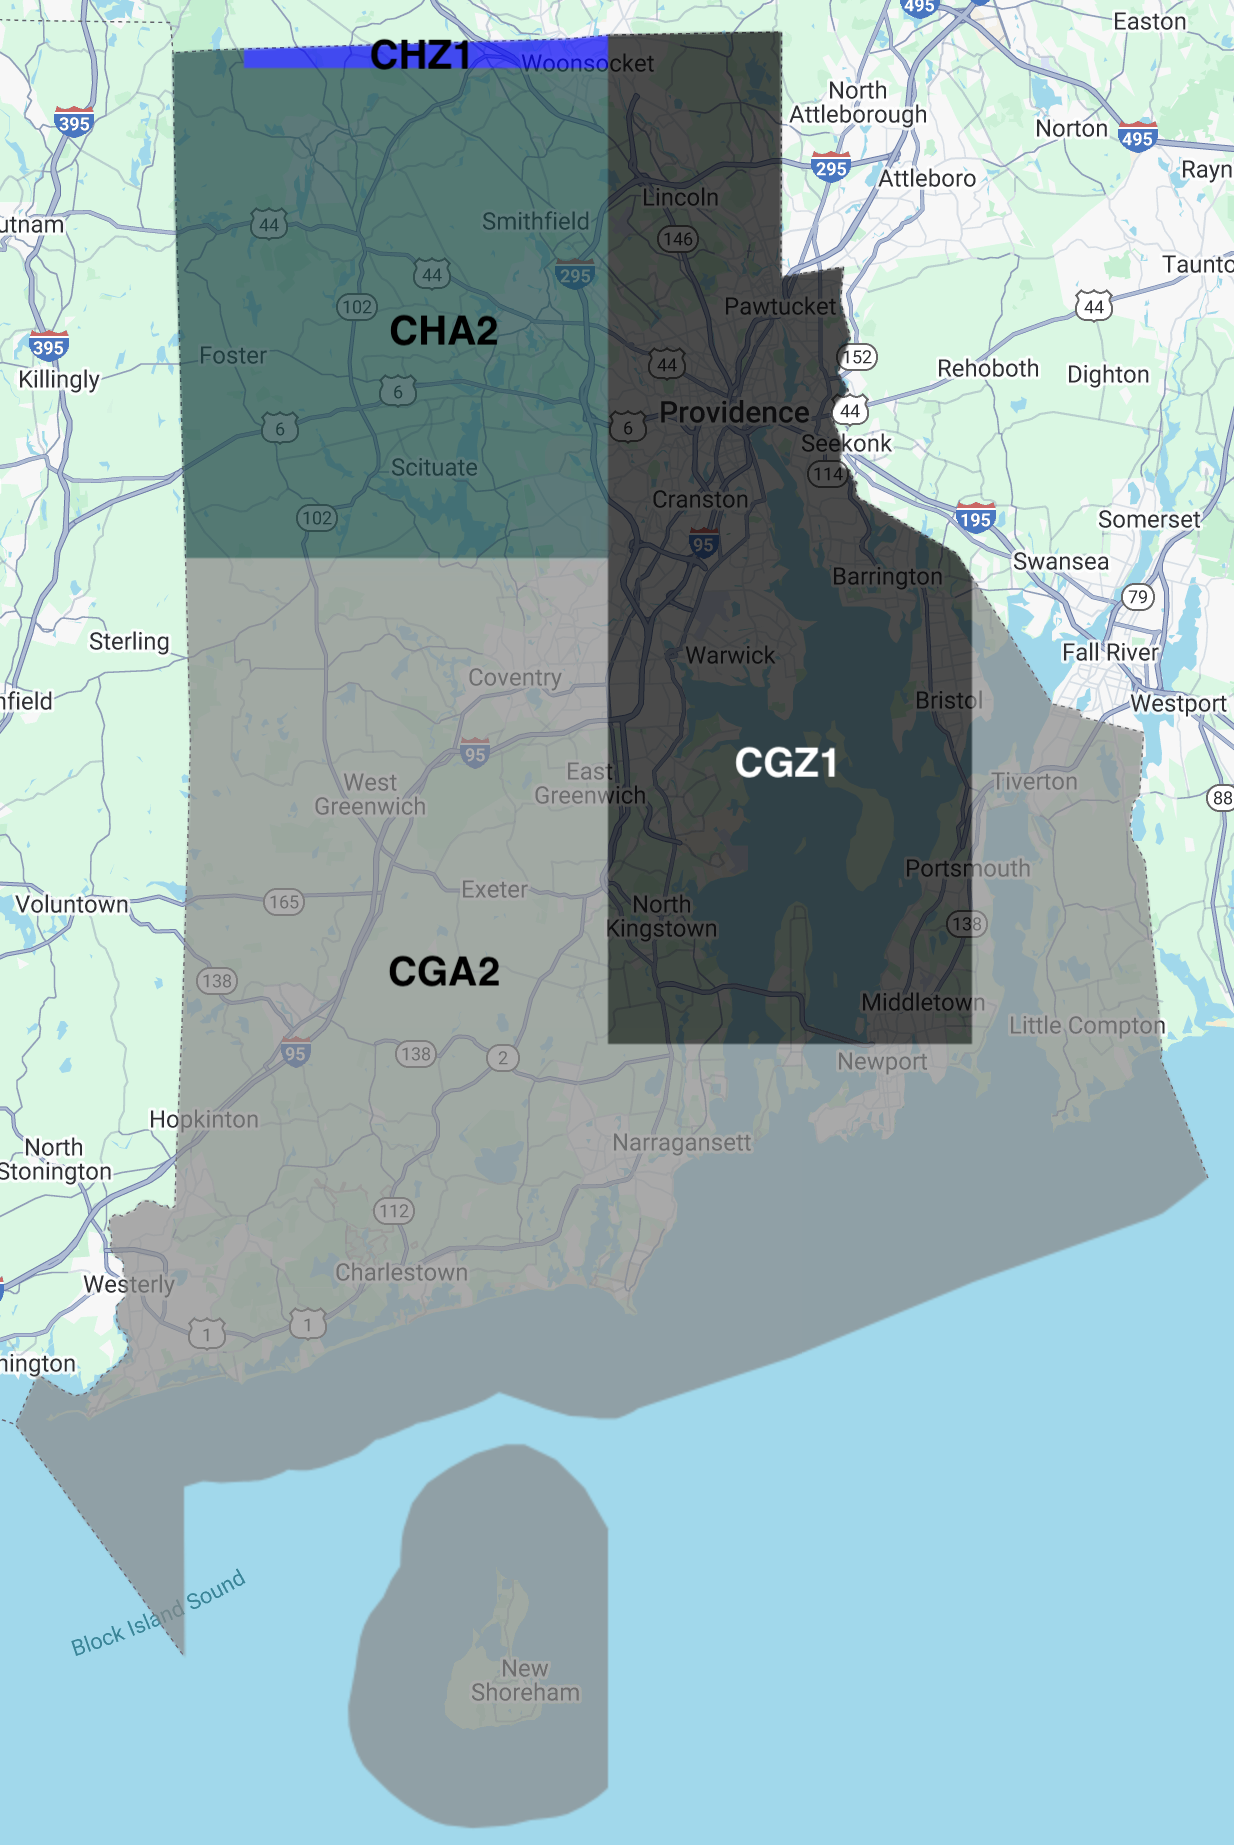 495
Easton
CHZ1
Woonsocket
North
Attleborough
395
Norton
495
295
Rayn
Attleboro
Lincoln
utnam
44
Smithfield
146
Taunto
44
295
102
Pawtucket
44
CHA2
395
Foster
152
44
Rehoboth
Dighton
Killingly
6
44
Providence
6
6
Seekonk
Scituate
114
Cranston
102
195
Somerset
95
Swansea
Barrington
79
Sterling
Warwick
Fall River
Coventry
nfield
Bristol
Westport
95
CGZ1
East
Greenwich
West
Greenwich
Tiverton
88
Portsmouth
Exeter
165
Voluntown
North
Kingstown
138
CGA2
138
Middletown
Little Compton
95
138
2
Newport
Hopkinton
North
Stonington
Narragansett
112
Charlestown
Westerly
1
1
nington
Block Island Sound
New
Shoreham